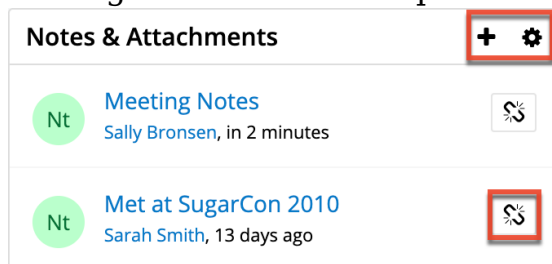 Notes & Attachments
Nt
Meeting Notes
Sally Bronsen, in 2 minutes
Nt
Met at SugarCon 2010
Sarah Smith, 13 days ago